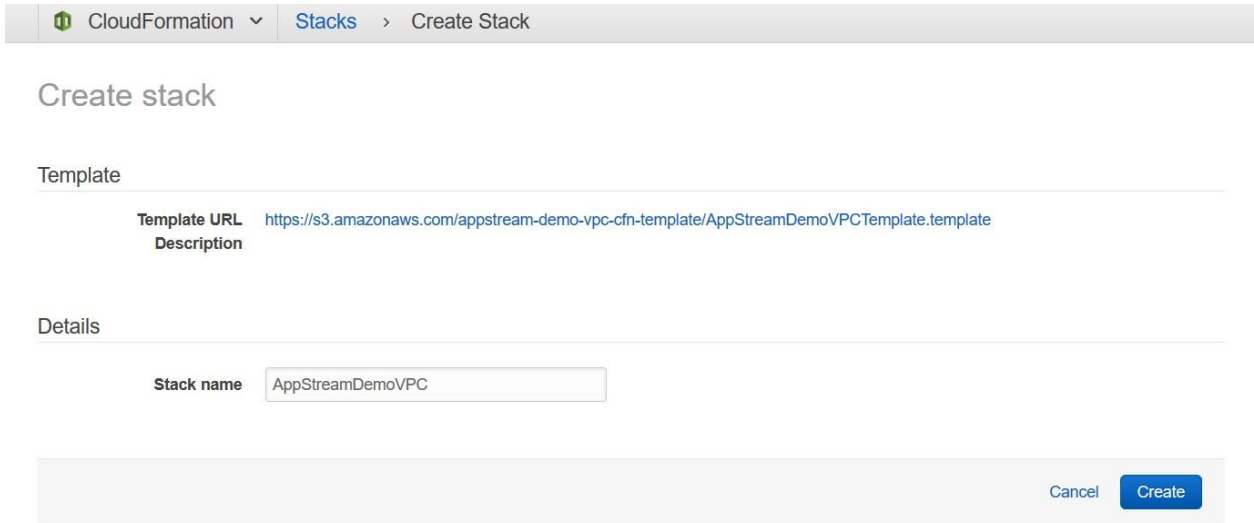 CloudFormation Stacks > Create Stack
Create stack
Template
Template URL https://s3.amazonaws.com/appstream-demo-vpc-cfn-template/AppStreamDemoVPCTemplate.template
Description
Details
Stack name AppStreamDemoVPC
Cancel Create